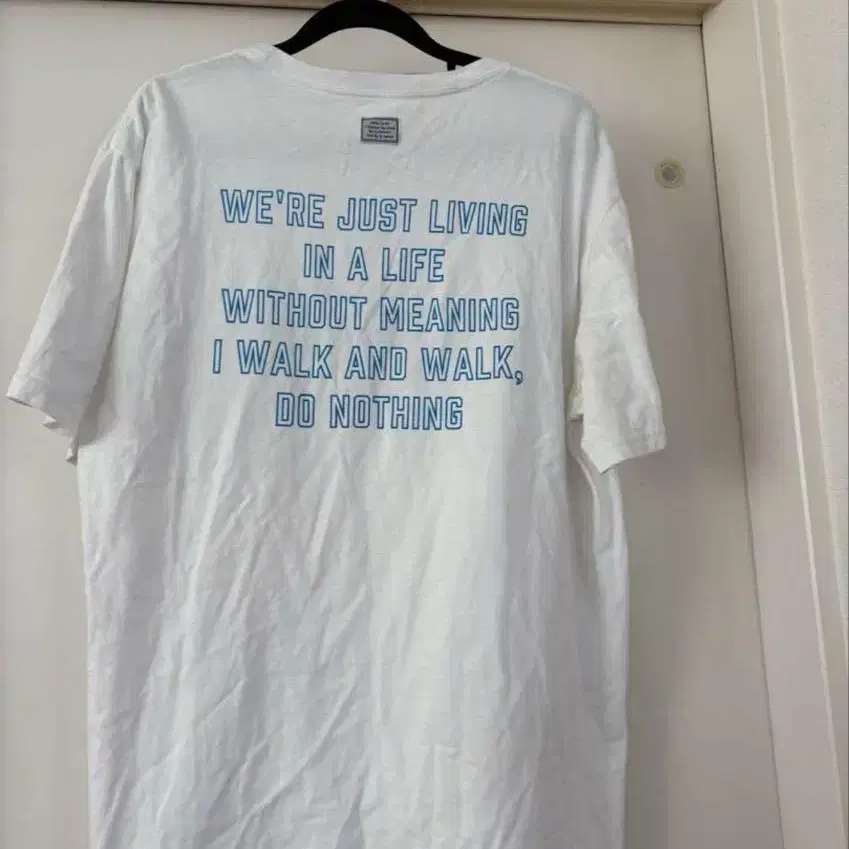 WE'RE JUST LIVING
IN A LIFE
WITHOUT MEANING
I WALK AND WALK,
DO NOTHING